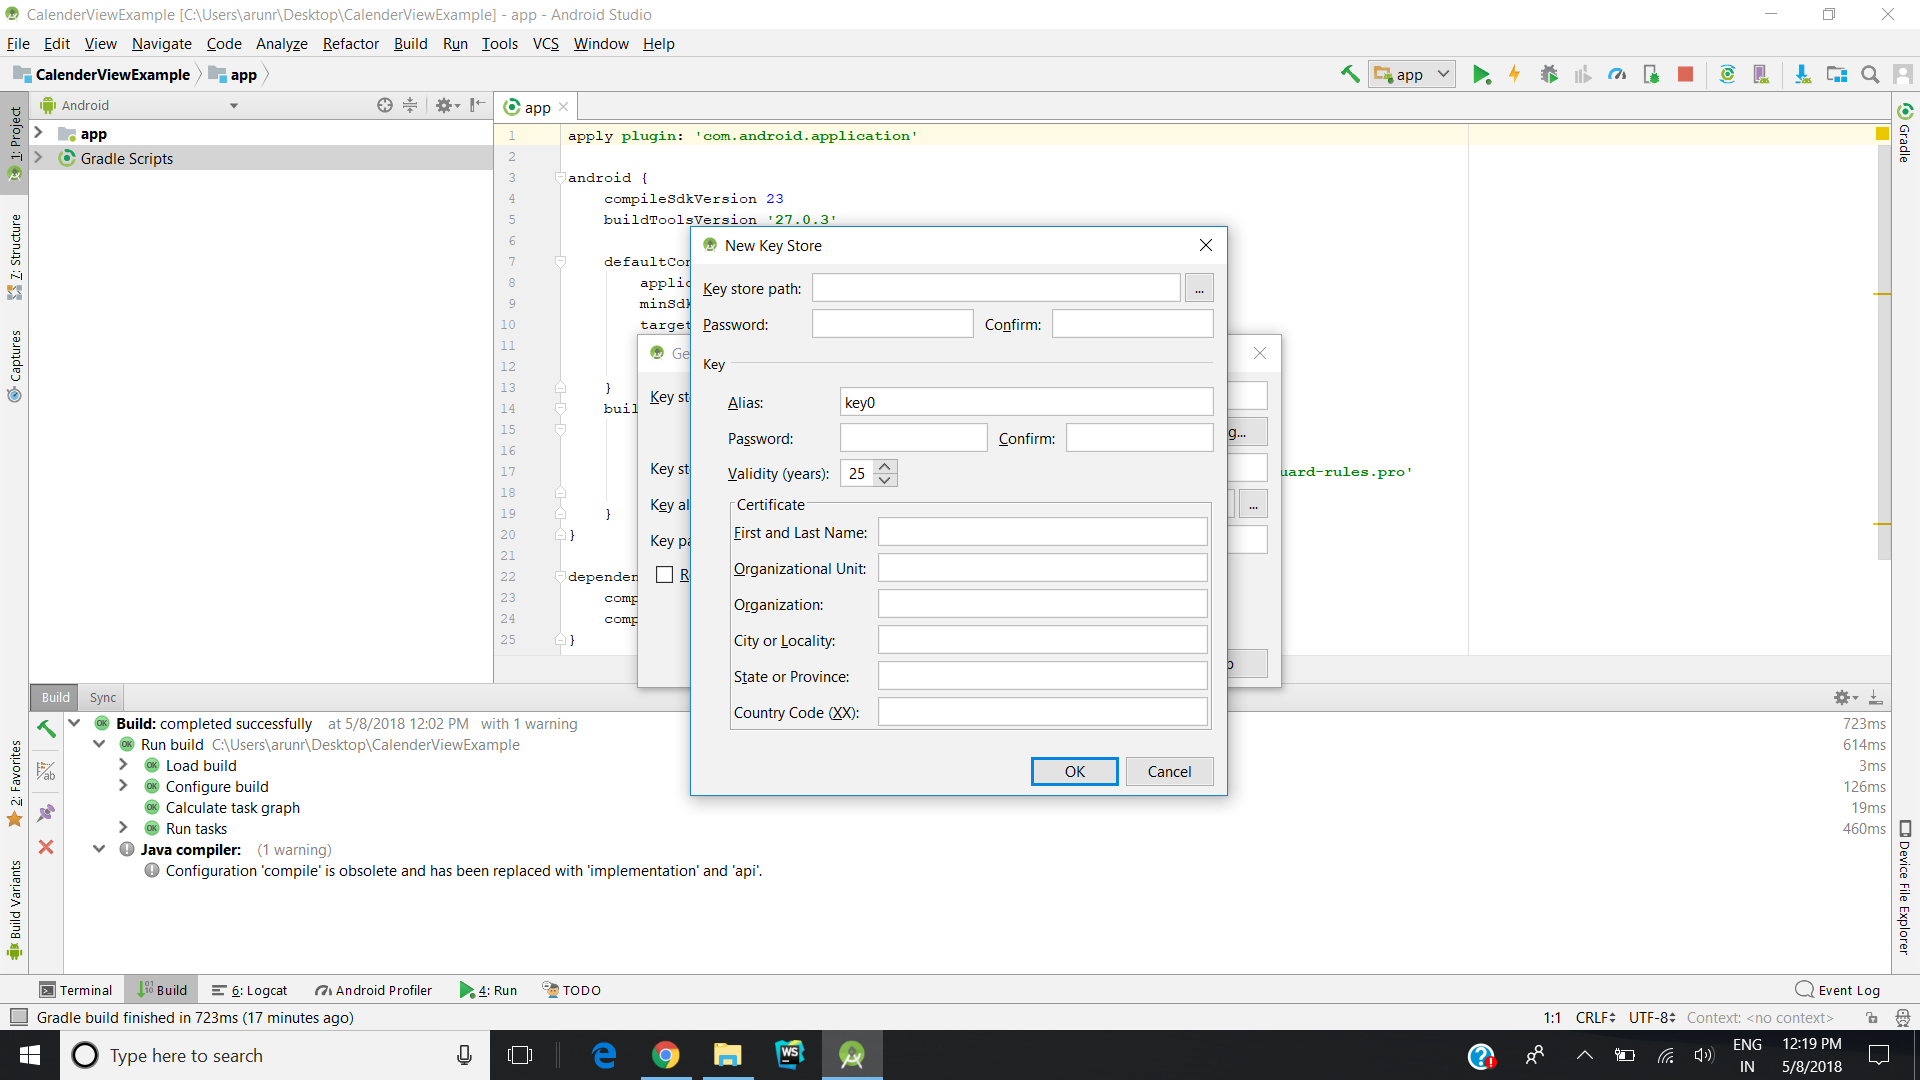 CalenderViewExample [C:\Users\arunr\Desktop\CalenderViewExample] - app - Android Studio
File Edit View Navigate Code Analyze Refactor Build Run Tools VCS Window Help
CalenderViewExample app
app
Android
app
1: Project
7: Structure
Captures
2: Favorites
Build Variants
Gradle
Device File Explorer
app
Gradle Scripts
1 apply plugin: 'com.android.application'
2
3 android {
4 compileSdkVersion 23
5 buildToolsVersion '27.0.3'
6
7 defaultCon
8 applic
9 minSdk
10 target
11
12
13 }
14 buil
15
16
17 uard-rules.pro'
18
19 }
20 }
21
22 depender
23 comp
24 comp
25 }
Ge
Key st
g...
Key st
Key al
...
Key pa
R
p
New Key Store
Key store path: ...
Password: Confirm:
Key
Alias: key0
Password: Confirm:
Validity (years): 25
Certificate
First and Last Name:
Organizational Unit:
Organization:
City or Locality:
State or Province:
Country Code (XX):
OK Cancel
Build Sync
Build: completed successfully at 5/8/2018 12:02 PM with 1 warning 723ms
Run build C:\Users\arunr\Desktop\CalenderViewExample 614ms
Load build 3ms
Configure build 126ms
Calculate task graph 19ms
Run tasks 460ms
Java compiler: (1 warning)
Configuration 'compile' is obsolete and has been replaced with 'implementation' and 'api'.
Terminal Build 6: Logcat Android Profiler 4: Run TODO Event Log
Gradle build finished in 723ms (17 minutes ago) 1:1 CRLF UTF-8 Context: <no context>
Type here to search
WS
ENG
IN
12:19 PM
5/8/2018